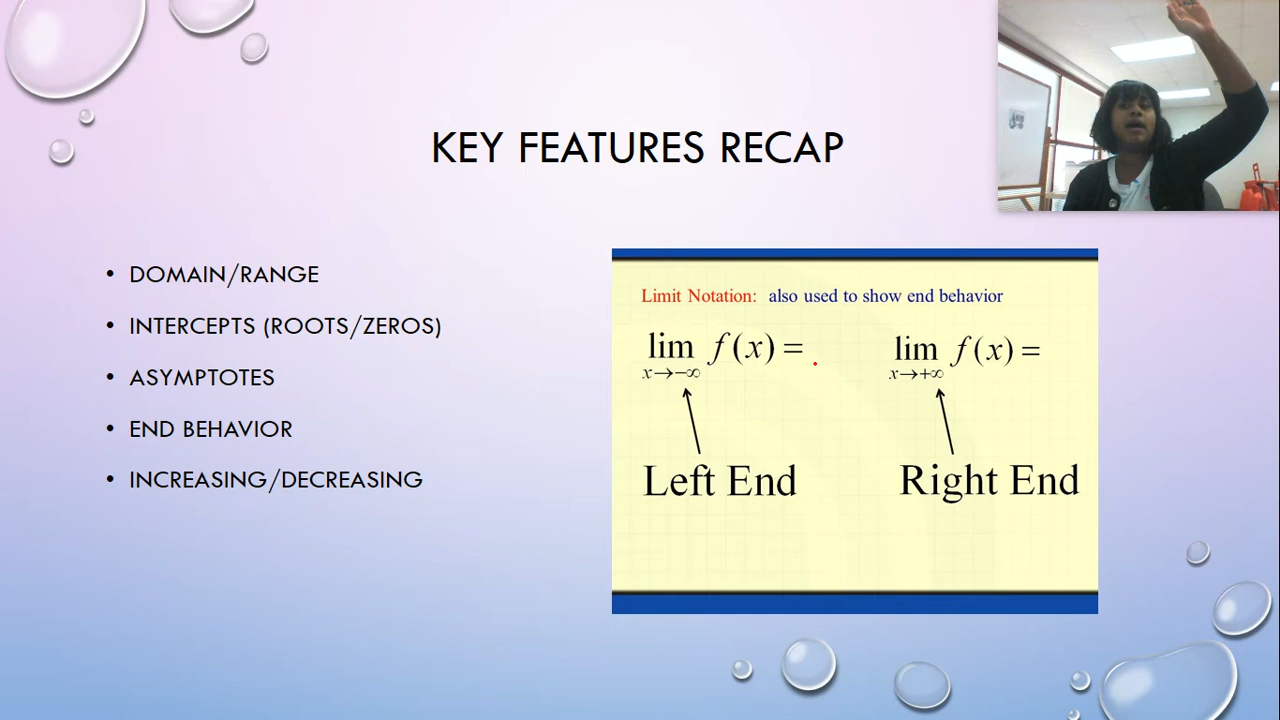 KEY FEATURES RECAP
• DOMAIN/RANGE
• INTERCEPTS (ROOTS/ZEROS)
• ASYMPTOTES
• END BEHAVIOR
• INCREASING/DECREASING
Limit Notation: also used to show end behavior
lim f(x) = lim f(x) =
x→−∞ x→+∞
Left End Right End